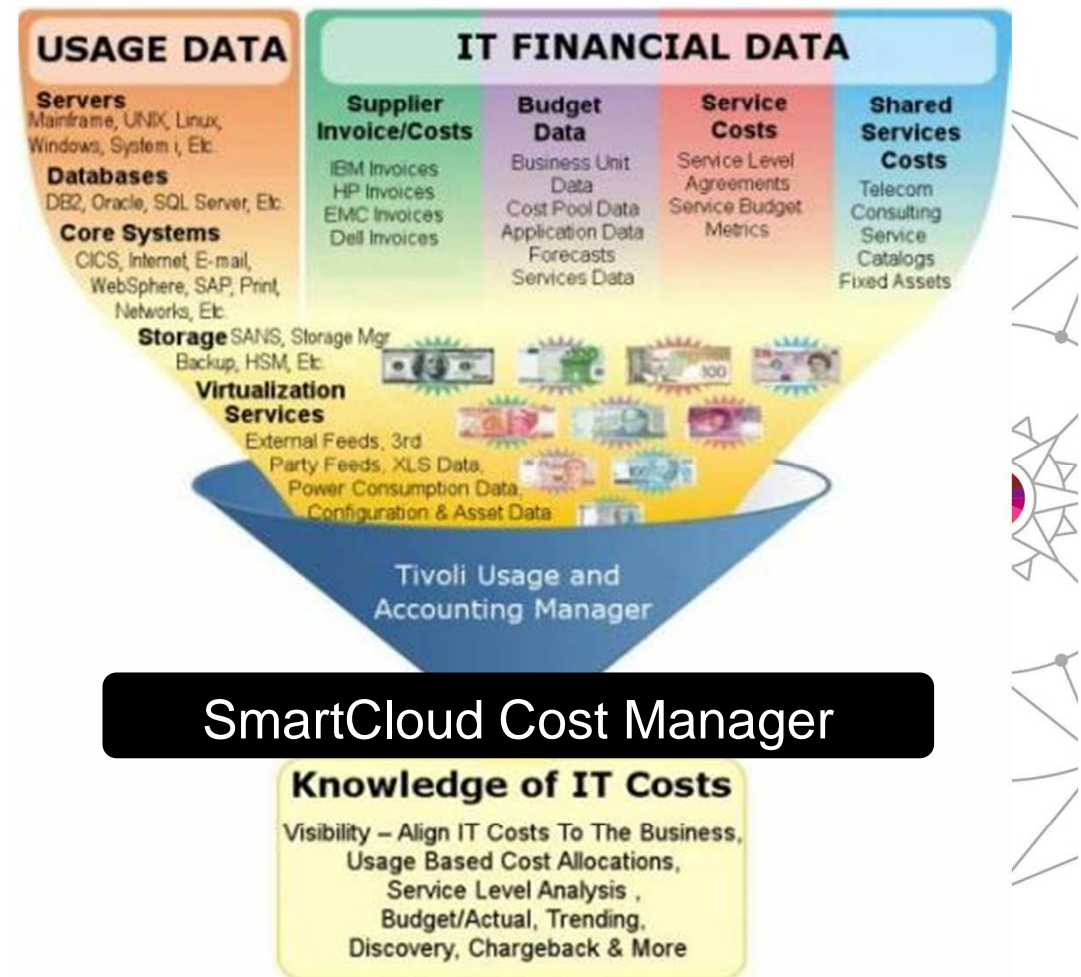 USAGE DATA
Servers
Mainframe, UNIX, Linux,
Windows, System i, Etc.
Databases
DB2, Oracle, SQL Server, Etc.
Core Systems
CICS, Internet, E-mail,
WebSphere, SAP, Print,
Networks, Etc.
Storage SANS, Storage Mgr
Backup, HSM, Etc.
Virtualization
Services
External Feeds, 3rd
Party Feeds, XLS Data,
Power Consumption Data,
Configuration & Asset Data
IT FINANCIAL DATA
Supplier
Invoice/Costs
IBM Invoices
HP Invoices
EMC Invoices
Dell Invoices
Budget
Data
Business Unit
Data
Cost Pool Data
Application Data
Forecasts
Services Data
Service
Costs
Service Level
Agreements
Service Budget
Metrics
Shared
Services
Costs
Telecom
Consulting
Service
Catalogs
Fixed Assets
100
100
Tivoli Usage and
Accounting Manager
SmartCloud Cost Manager
Knowledge of IT Costs
Visibility – Align IT Costs To The Business,
Usage Based Cost Allocations,
Service Level Analysis ,
Budget/Actual, Trending,
Discovery, Chargeback & More